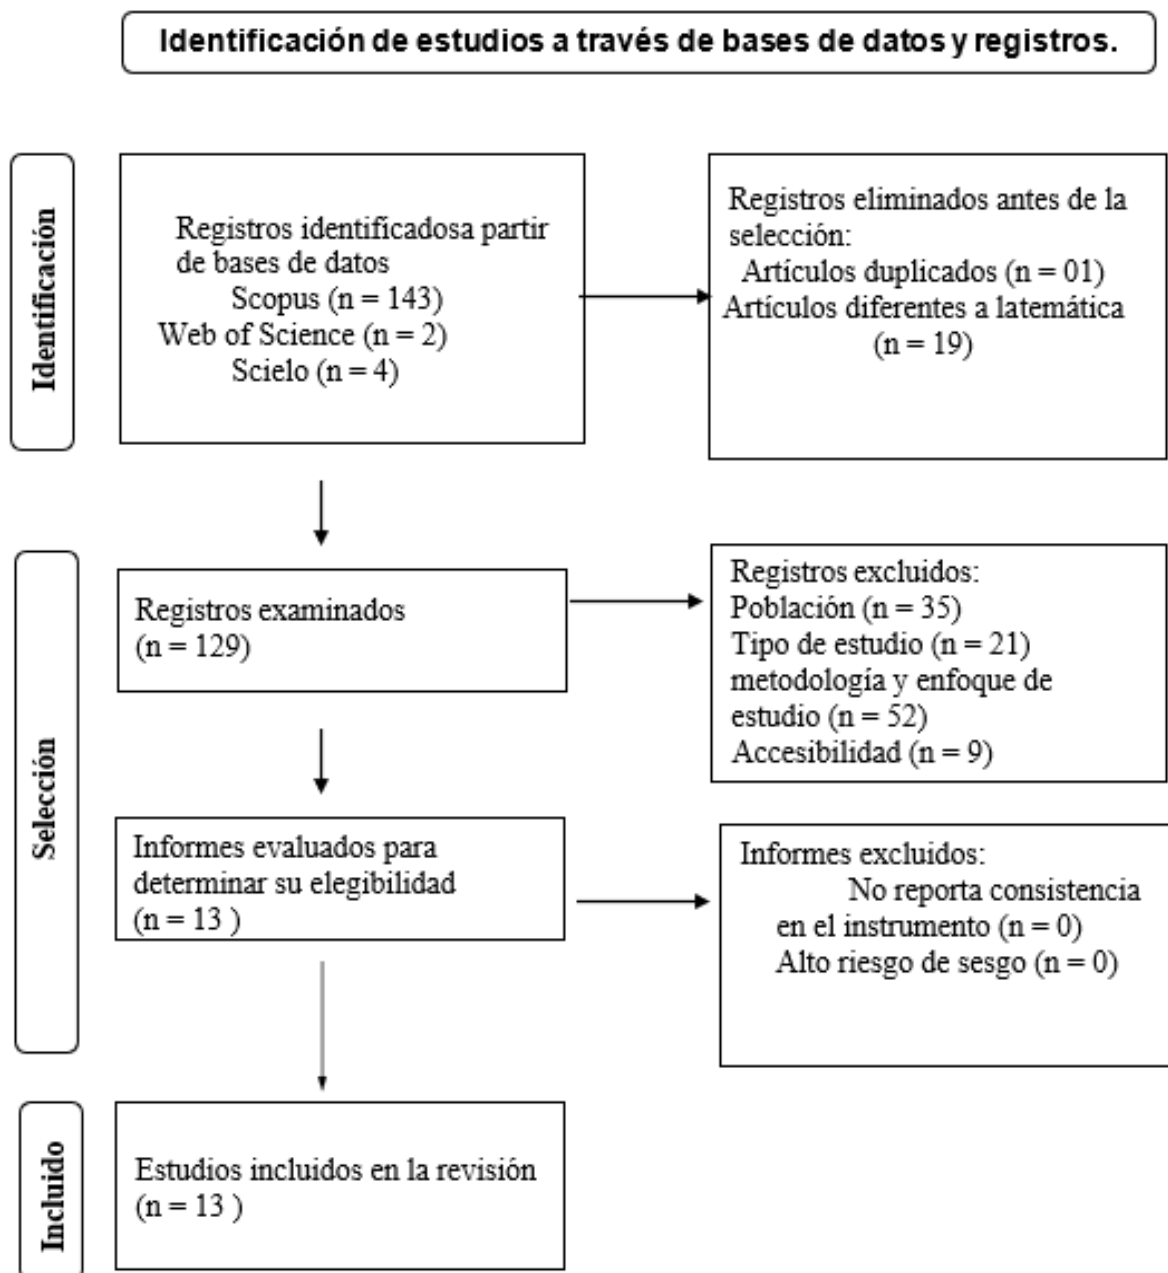 Identificación de estudios a través de bases de datos y registros.
Identificación
Registros identificadosa partir
de bases de datos
Scopus (n = 143)
Web of Science (n = 2)
Scielo (n = 4)
Registros eliminados antes de la
selección:
Artículos duplicados (n = 01)
Artículos diferentes a latemática
(n = 19)
Selección
Registros examinados
(n = 129)
Registros excluidos:
Población (n = 35)
Tipo de estudio (n = 21)
metodología y enfoque de
estudio (n = 52)
Accesibilidad (n = 9)
Informes evaluados para
determinar su elegibilidad
(n = 13 )
Informes excluidos:
No reporta consistencia
en el instrumento (n = 0)
Alto riesgo de sesgo (n = 0)
Incluido
Estudios incluidos en la revisión
(n = 13 )